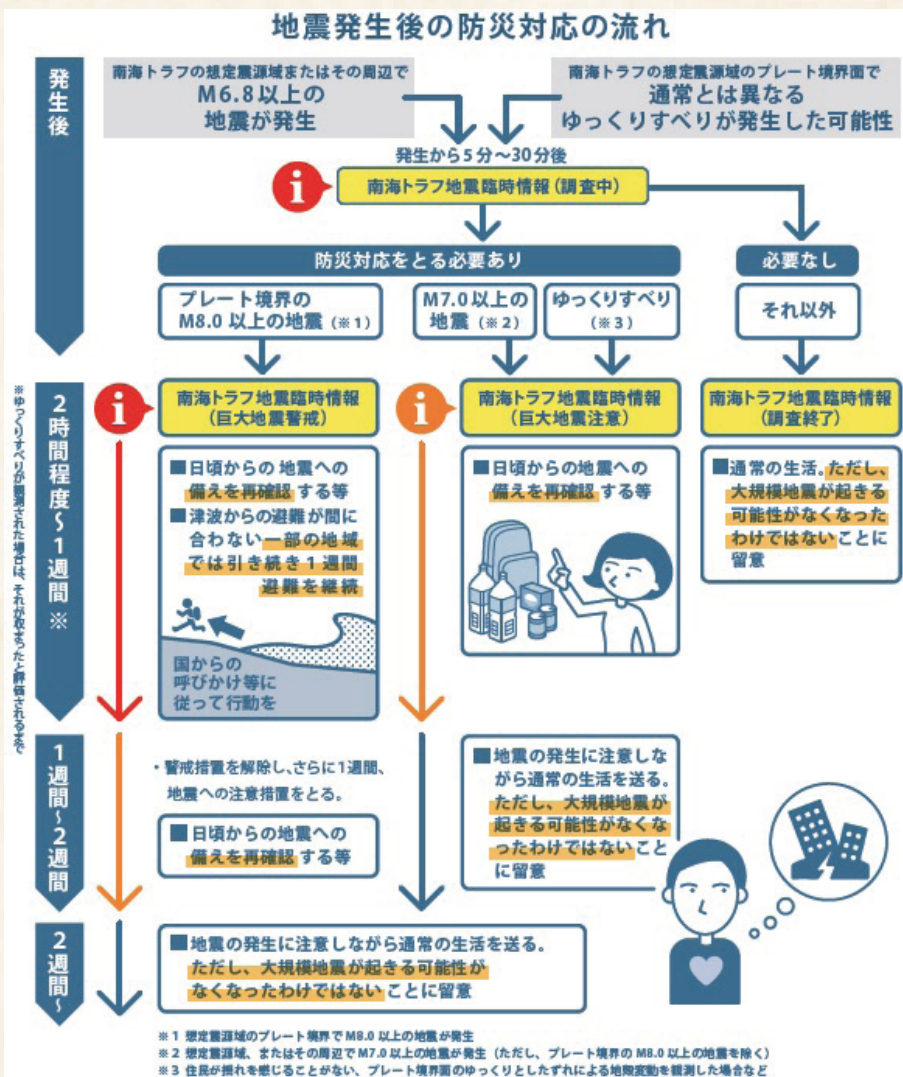 地震発生後の防災対応の流れ
発生後
南海トラフの想定震源域またはその周辺で
M6.8以上の
地震が発生
南海トラフの想定震源域のプレート境界面で
通常とは異なる
ゆっくりすべりが発生した可能性
発生から5分～30分後
i
南海トラフ地震臨時情報(調査中)
防災対応をとる必要あり
必要なし
プレート境界の
M8.0以上の地震(※1)
M7.0以上の
地震(※2)
ゆっくりすべり
(※3)
それ以外
2時間程度～1週間※
※ゆっくりすべりが観測された場合は、それが収まったと評価されるまで
i
南海トラフ地震臨時情報
(巨大地震警戒)
■日頃からの 地震への
備えを再確認 する等
■津波からの避難が間に
合わない一部の地域
では引き続き1週間
避難を継続
国からの
呼びかけ等に
従って行動を
i
南海トラフ地震臨時情報
(巨大地震注意)
■日頃からの地震への
備えを再確認 する等
南海トラフ地震臨時情報
(調査終了)
■通常の生活。ただし、
大規模地震が起きる
可能性がなくなった
わけではないことに
留意
1週間～2週間
・警戒措置を解除し、さらに1週間、
地震への注意措置をとる。
■日頃からの地震への
備えを再確認 する等
■地震の発生に注意しな
がら通常の生活を送る。
ただし、大規模地震が
起きる可能性がなくな
ったわけではないこと
に留意
2週間～
■地震の発生に注意しながら通常の生活を送る。
ただし、大規模地震が起きる可能性が
なくなったわけではないことに留意
※1 想定震源域のプレート境界でM8.0以上の地震が発生
※2 想定震源域、またはその周辺でM7.0以上の地震が発生(ただし、プレート境界のM8.0以上の地震を除く)
※3 住民が揺れを感じることがない、プレート境界面のゆっくりとしたずれによる地殻変動を観測した場合など